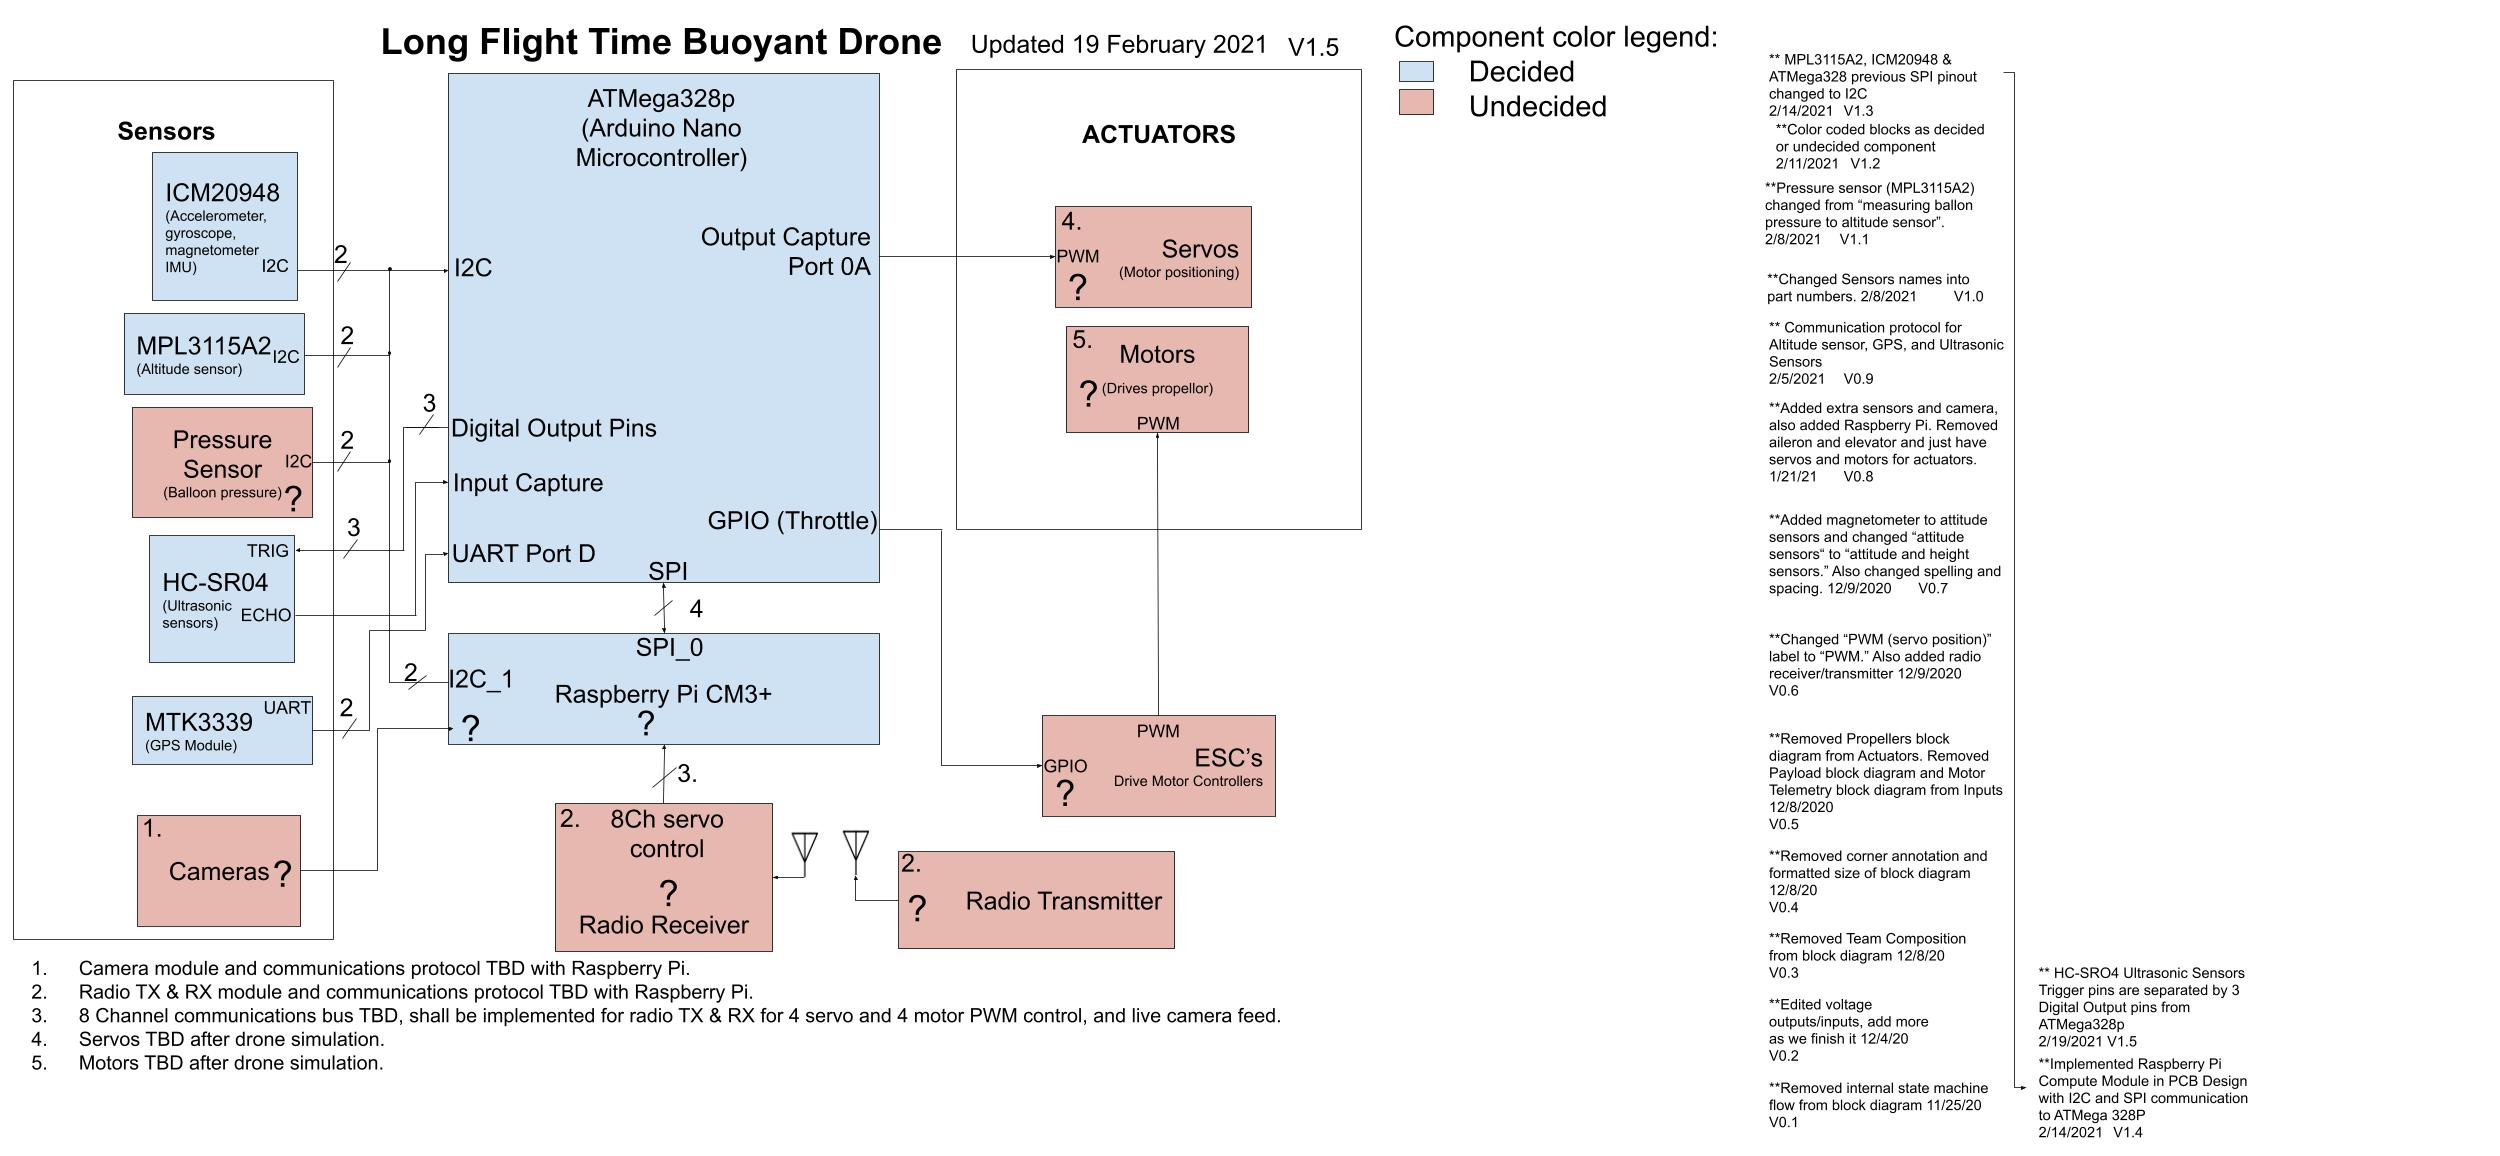 Long Flight Time Buoyant Drone
Updated 19 February 2021
V1.5
Component color legend:
Decided
Undecided
Sensors
ICM20948
(Accelerometer,
gyroscope,
magnetometer
IMU)
I2C
2
MPL3115A2
I2C
(Altitude sensor)
2
Pressure
Sensor
I2C
(Balloon pressure)
?
2
TRIG
3
HC-SR04
(Ultrasonic
sensors)
ECHO
UART
MTK3339
(GPS Module)
2
1.
Cameras
?
ATMega328p
(Arduino Nano
Microcontroller)
Output Capture
Port 0A
I2C
3
Digital Output Pins
Input Capture
GPIO (Throttle)
UART Port D
SPI
4
SPI_0
2
I2C_1
Raspberry Pi CM3+
?
?
3.
2.
8Ch servo
control
?
Radio Receiver
2.
?
Radio Transmitter
ACTUATORS
4.
PWM
Servos
(Motor positioning)
?
5.
Motors
?
(Drives propellor)
PWM
PWM
ESC’s
GPIO
Drive Motor Controllers
?
1. Camera module and communications protocol TBD with Raspberry Pi.
2. Radio TX & RX module and communications protocol TBD with Raspberry Pi.
3. 8 Channel communications bus TBD, shall be implemented for radio TX & RX for 4 servo and 4 motor PWM control, and live camera feed.
4. Servos TBD after drone simulation.
5. Motors TBD after drone simulation.
** MPL3115A2, ICM20948 &
ATMega328 previous SPI pinout
changed to I2C
2/14/2021 V1.3
**Color coded blocks as decided
or undecided component
2/11/2021 V1.2
**Pressure sensor (MPL3115A2)
changed from “measuring ballon
pressure to altitude sensor”.
2/8/2021 V1.1
**Changed Sensors names into
part numbers. 2/8/2021 V1.0
** Communication protocol for
Altitude sensor, GPS, and Ultrasonic
Sensors
2/5/2021 V0.9
**Added extra sensors and camera,
also added Raspberry Pi. Removed
aileron and elevator and just have
servos and motors for actuators.
1/21/21 V0.8
**Added magnetometer to attitude
sensors and changed “attitude
sensors“ to “attitude and height
sensors.” Also changed spelling and
spacing. 12/9/2020 V0.7
**Changed “PWM (servo position)”
label to “PWM.” Also added radio
receiver/transmitter 12/9/2020
V0.6
**Removed Propellers block
diagram from Actuators. Removed
Payload block diagram and Motor
Telemetry block diagram from Inputs
12/8/2020
V0.5
**Removed corner annotation and
formatted size of block diagram
12/8/20
V0.4
**Removed Team Composition
from block diagram 12/8/20
V0.3
**Edited voltage
outputs/inputs, add more
as we finish it 12/4/20
V0.2
**Removed internal state machine
flow from block diagram 11/25/20
V0.1
** HC-SRO4 Ultrasonic Sensors
Trigger pins are separated by 3
Digital Output pins from
ATMega328p
2/19/2021 V1.5
**Implemented Raspberry Pi
Compute Module in PCB Design
with I2C and SPI communication
to ATMega 328P
2/14/2021 V1.4